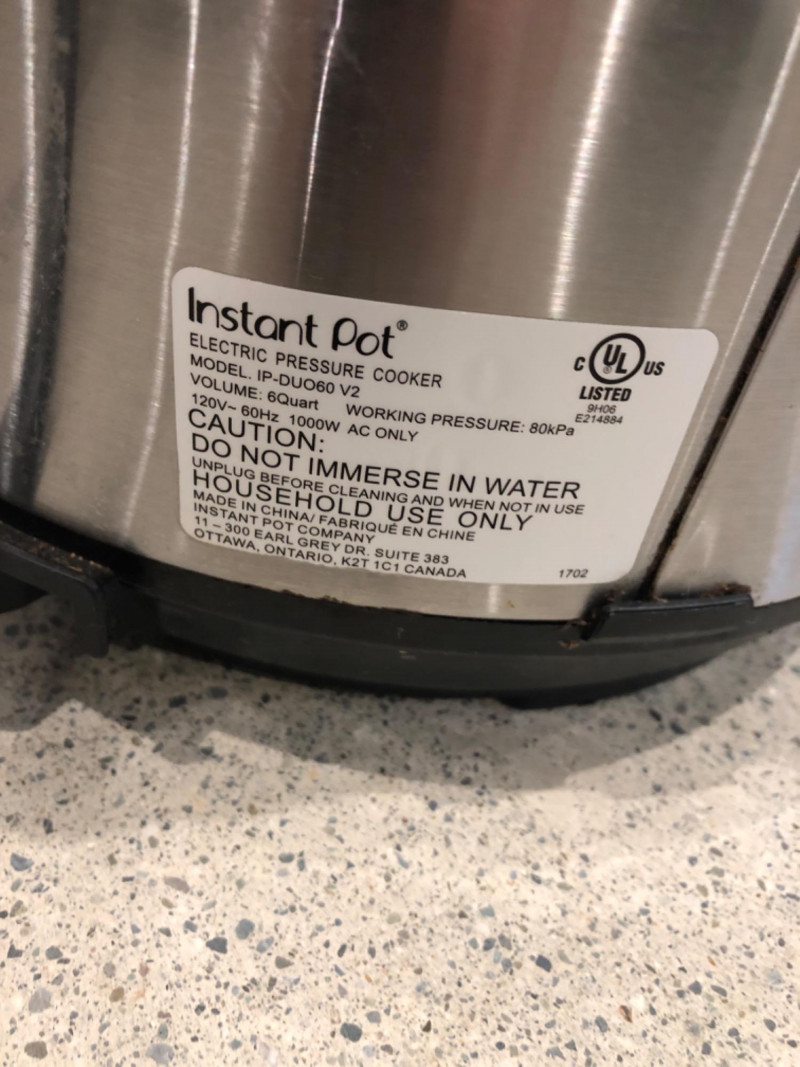 Instant Pot®
ELECTRIC PRESSURE COOKER
MODEL. IP-DUO60 V2
VOLUME: 6Quart WORKING PRESSURE: 80kPa
120V~ 60Hz 1000W AC ONLY
C UL ® US
LISTED
9H06
E214884
CAUTION:
DO NOT IMMERSE IN WATER
UNPLUG BEFORE CLEANING AND WHEN NOT IN USE
HOUSEHOLD USE ONLY
MADE IN CHINA/ FABRIQUÉ EN CHINE
INSTANT POT COMPANY
11 – 300 EARL GREY DR. SUITE 383
OTTAWA, ONTARIO, K2T 1C1 CANADA
1702